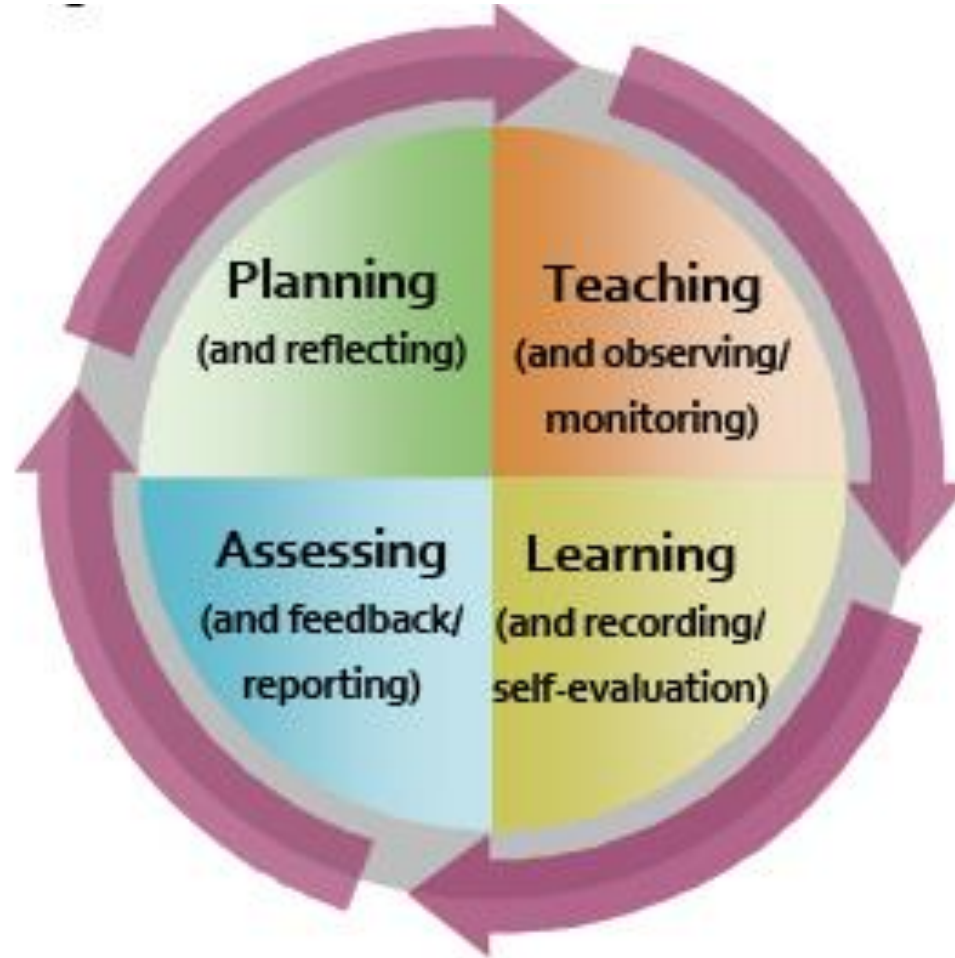 Planning
(and reflecting)
Teaching
(and observing/
monitoring)
Assessing
(and feedback/
reporting)
Learning
(and recording/
self-evaluation)